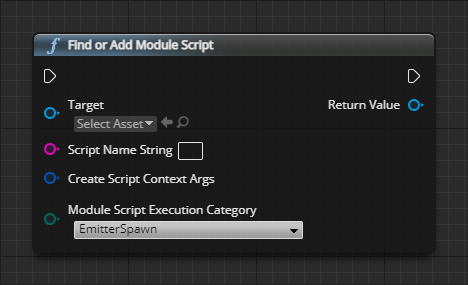 Find or Add Module Script
Target
Select Asset
Return Value
Script Name String
Create Script Context Args
Module Script Execution Category
EmitterSpawn